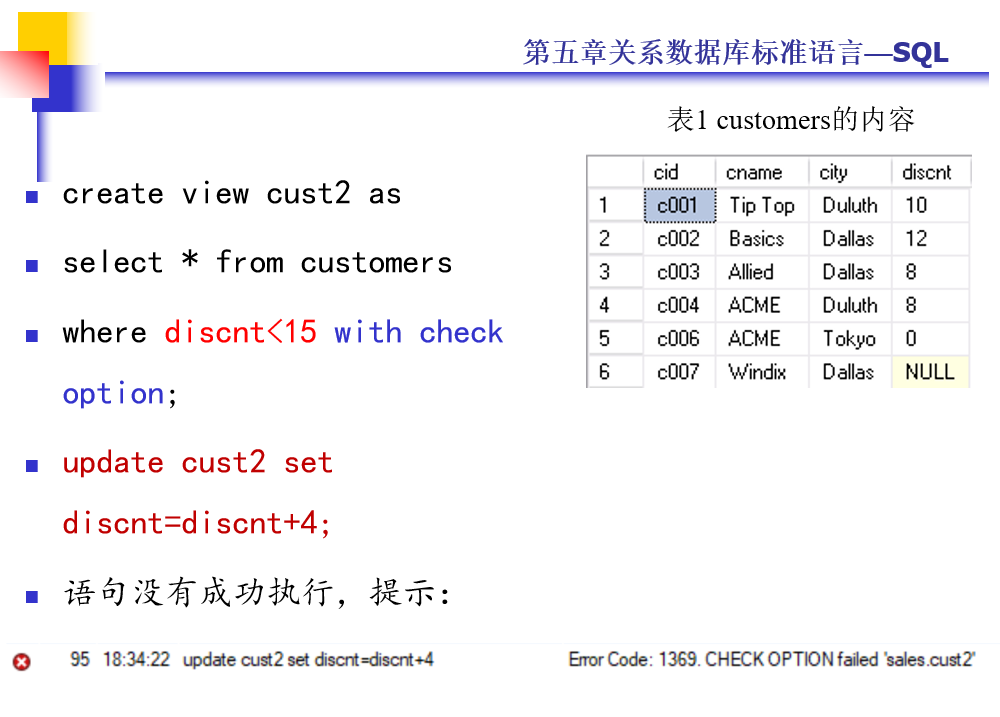 第五章关系数据库标准语言—SQL
表1 customers的内容
cid cname city discnt
1 c001 Tip Top Duluth 10
2 c002 Basics Dallas 12
3 c003 Allied Dallas 8
4 c004 ACME Duluth 8
5 c006 ACME Tokyo 0
6 c007 Windix Dallas NULL
create view cust2 as
select * from customers
where discnt<15 with check
option;
update cust2 set
discnt=discnt+4;
语句没有成功执行，提示：
95 18:34:22 update cust2 set discnt=discnt+4 Error Code: 1369. CHECK OPTION failed 'sales.cust2'